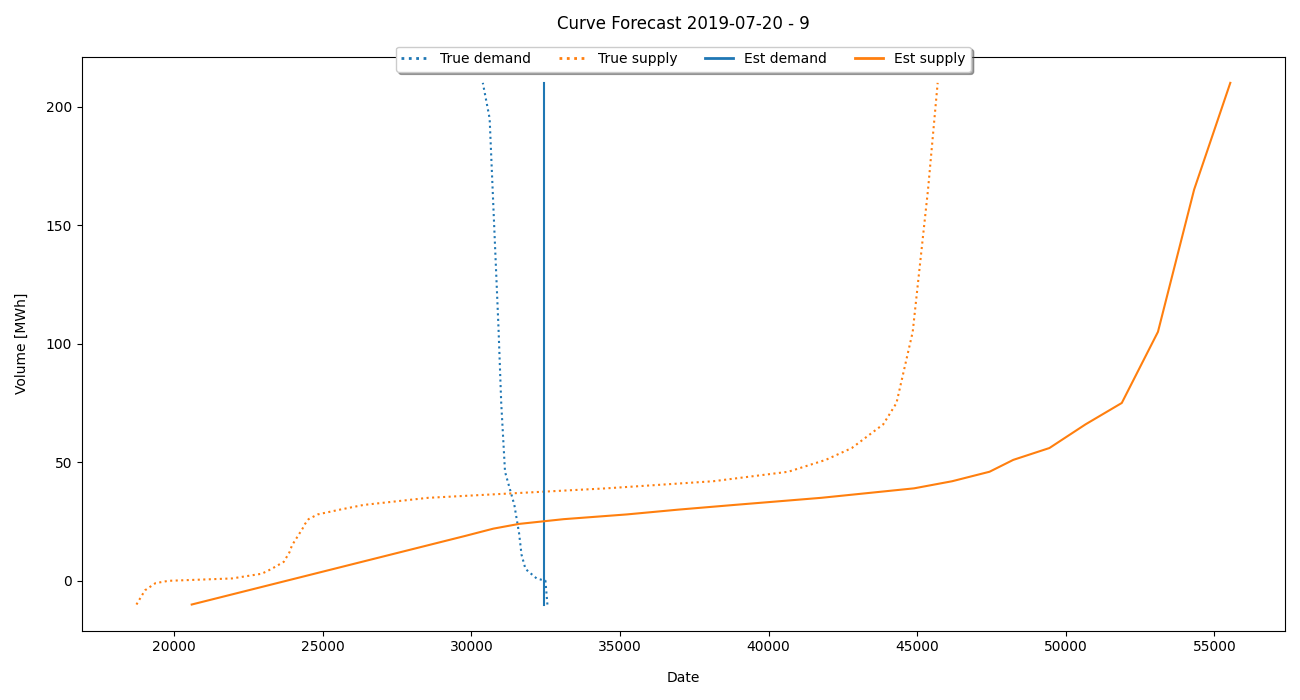 Curve Forecast 2019-07-20 - 9
True demand True supply Est demand Est supply
200
150
100
50
0
Volume [MWh]
20000 25000 30000 35000 40000 45000 50000 55000
Date